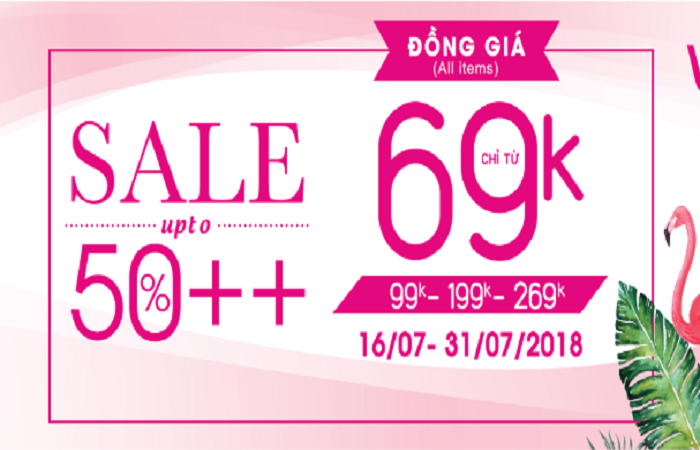 SALE
upto
50%++
ĐỒNG GIÁ
(All items)
69k
CHỈ TỪ
99k- 199k- 269k
16/07- 31/07/2018